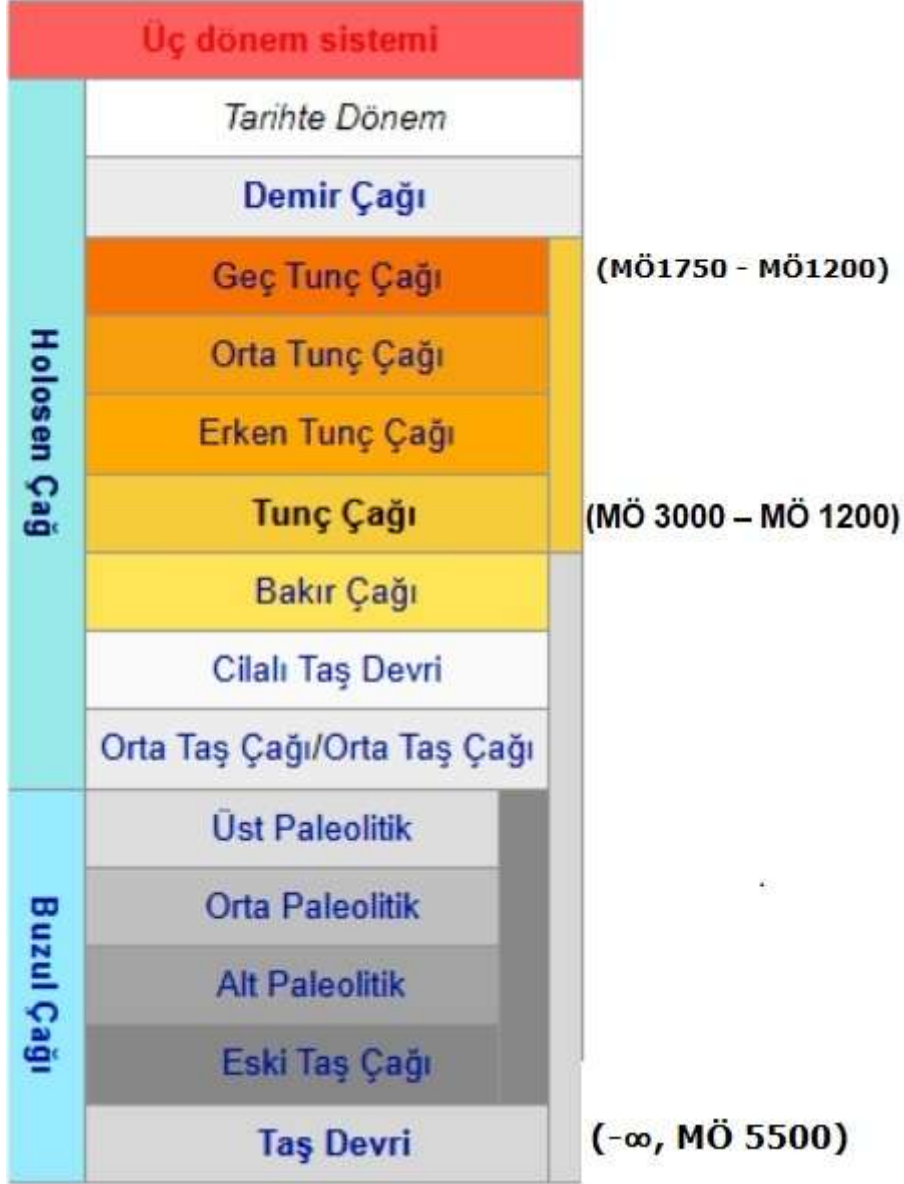 Üç dönem sistemi
Tarihte Dönem
Demir Çağı
Geç Tunç Çağı
(MÖ1750 - MÖ1200)
Orta Tunç Çağı
Erken Tunç Çağı
Tunç Çağı
(MÖ 3000 – MÖ 1200)
Bakır Çağı
Cilalı Taş Devri
Orta Taş Çağı/Orta Taş Çağı
Holosen Çağ
Üst Paleolitik
Orta Paleolitik
Alt Paleolitik
Eski Taş Çağı
Taş Devri
(-∞, MÖ 5500)
Buzul Çağı